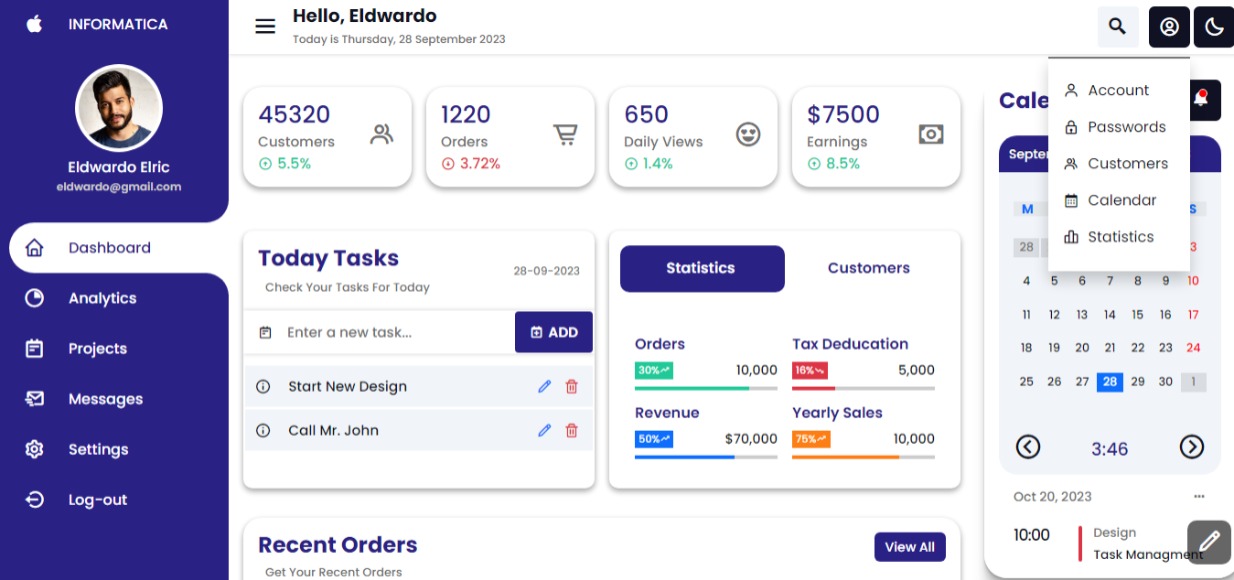 INFORMATICA
Eldwardo Elric
eldwardo@gmail.com
Dashboard
Analytics
Projects
Messages
Settings
Log-out
Hello, Eldwardo
Today is Thursday, 28 September 2023
45320
Customers
5.5%
1220
Orders
3.72%
650
Daily Views
1.4%
$7500
Earnings
8.5%
Today Tasks
28-09-2023
Check Your Tasks For Today
Enter a new task...
ADD
Start New Design
Call Mr. John
Statistics Customers
Orders
30% 10,000
Tax Deducation
16% 5,000
Revenue
50% $70,000
Yearly Sales
75% 10,000
Recent Orders
View All
Get Your Recent Orders
Account
Passwords
Customers
Calendar
Statistics
Cale
Septe
M S
28 3
4 5 6 7 8 9 10
11 12 13 14 15 16 17
18 19 20 21 22 23 24
25 26 27 28 29 30 1
3:46
Oct 20, 2023 ...
10:00
Design
Task Managment